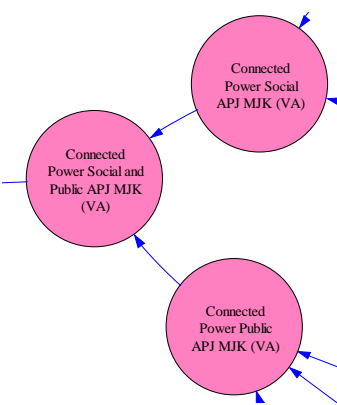 Connected
Power Social
APJ MJK (VA)
Connected
Power Social and
Public APJ MJK
(VA)
Connected
Power Public
APJ MJK (VA)